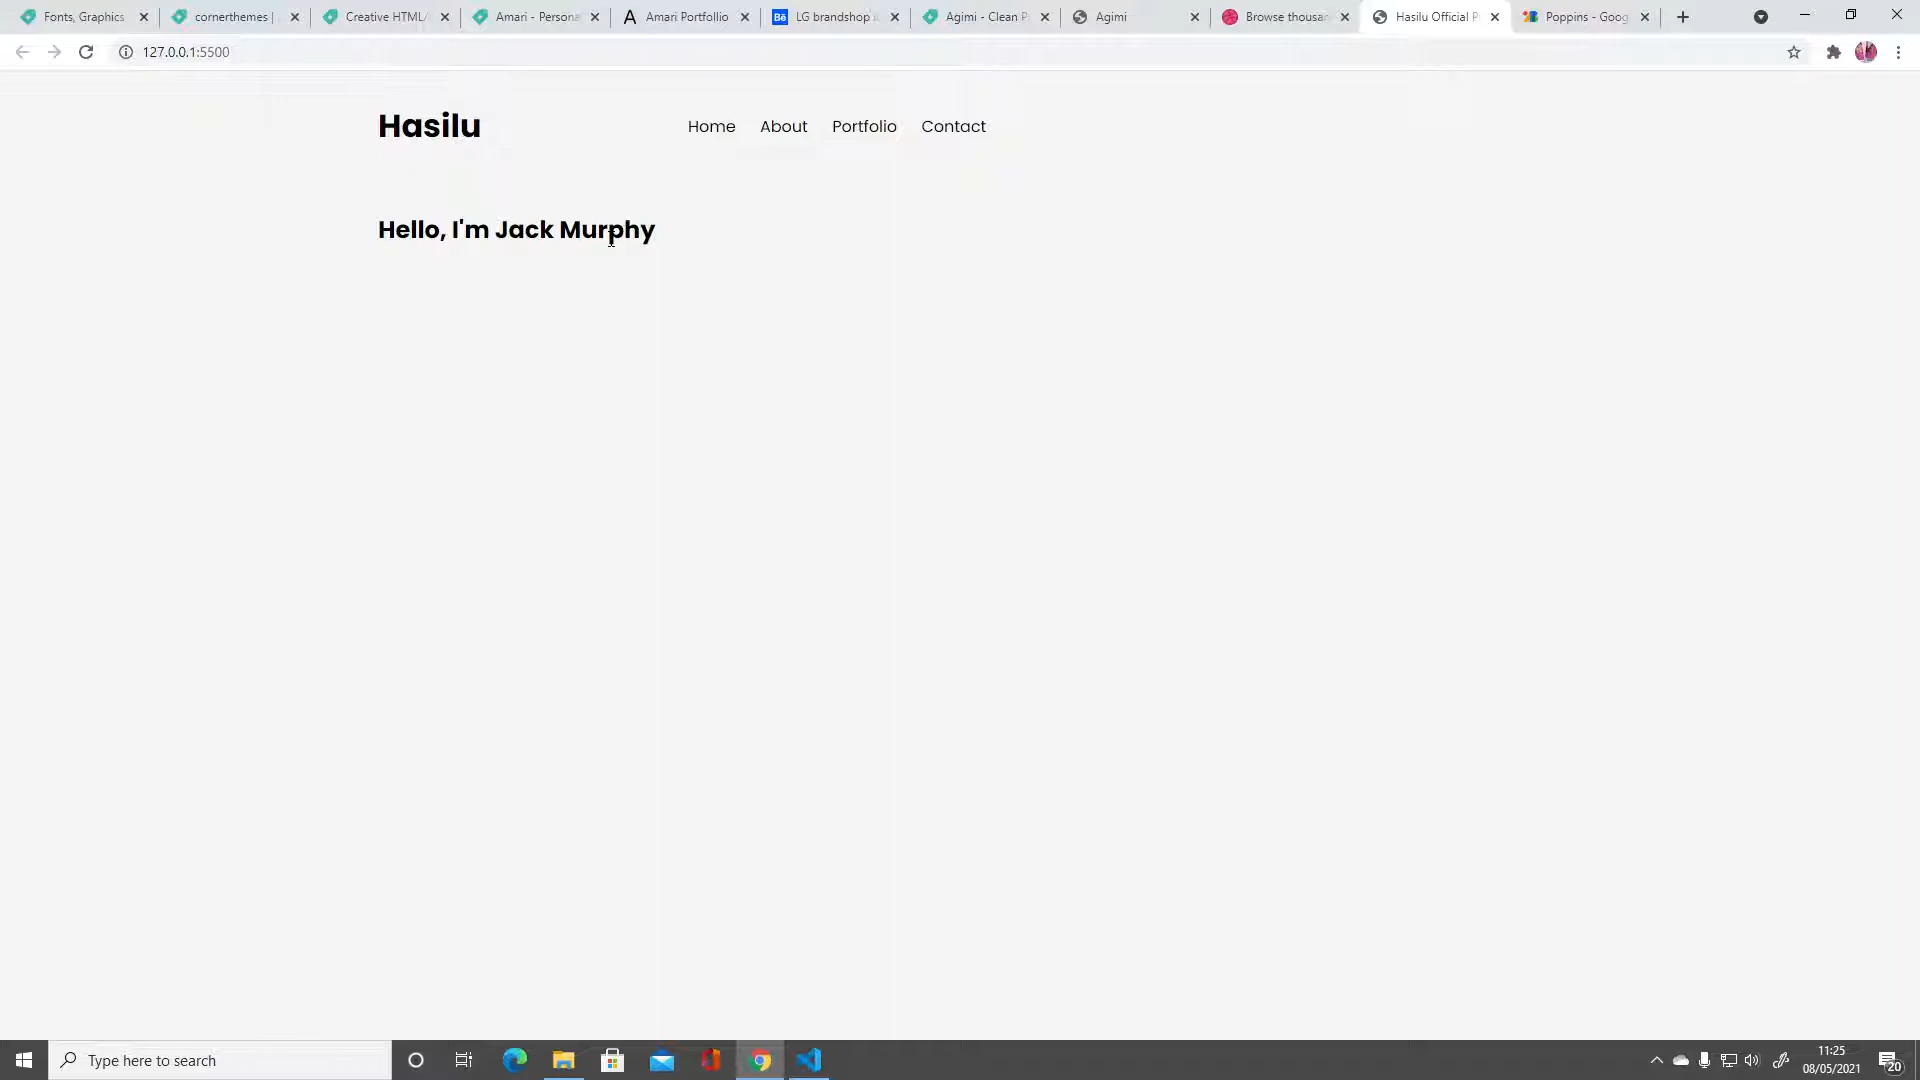 Fonts, Graphics
cornerthemes |
Creative HTML/
Amari - Persona
Amari Portfollio
LG brandshop
Agimi - Clean P
Agimi
Browse thousan
Hasilu Official P
Poppins - Goog
127.0.0.1:5500
Hasilu
Home
About
Portfolio
Contact
Hello, I'm Jack Murphy
Type here to search
11:25
08/05/2021
20